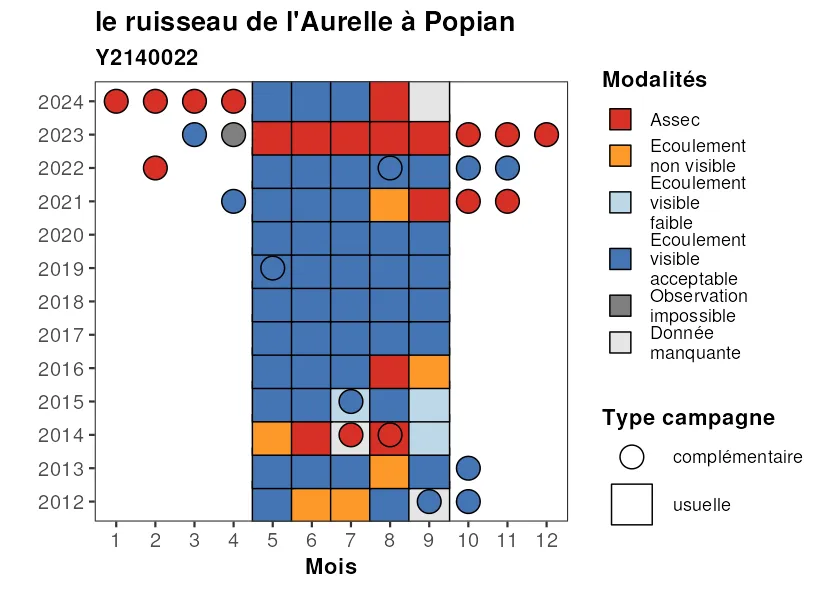 le ruisseau de l'Aurelle à Popian
Y2140022
2024
2023
2022
2021
2020
2019
2018
2017
2016
2015
2014
2013
2012
1 2 3 4 5 6 7 8 9 10 11 12
Mois
Modalités
Assec
Ecoulement
non visible
Ecoulement
visible
faible
Ecoulement
visible
acceptable
Observation
impossible
Donnée
manquante
Type campagne
complémentaire
usuelle